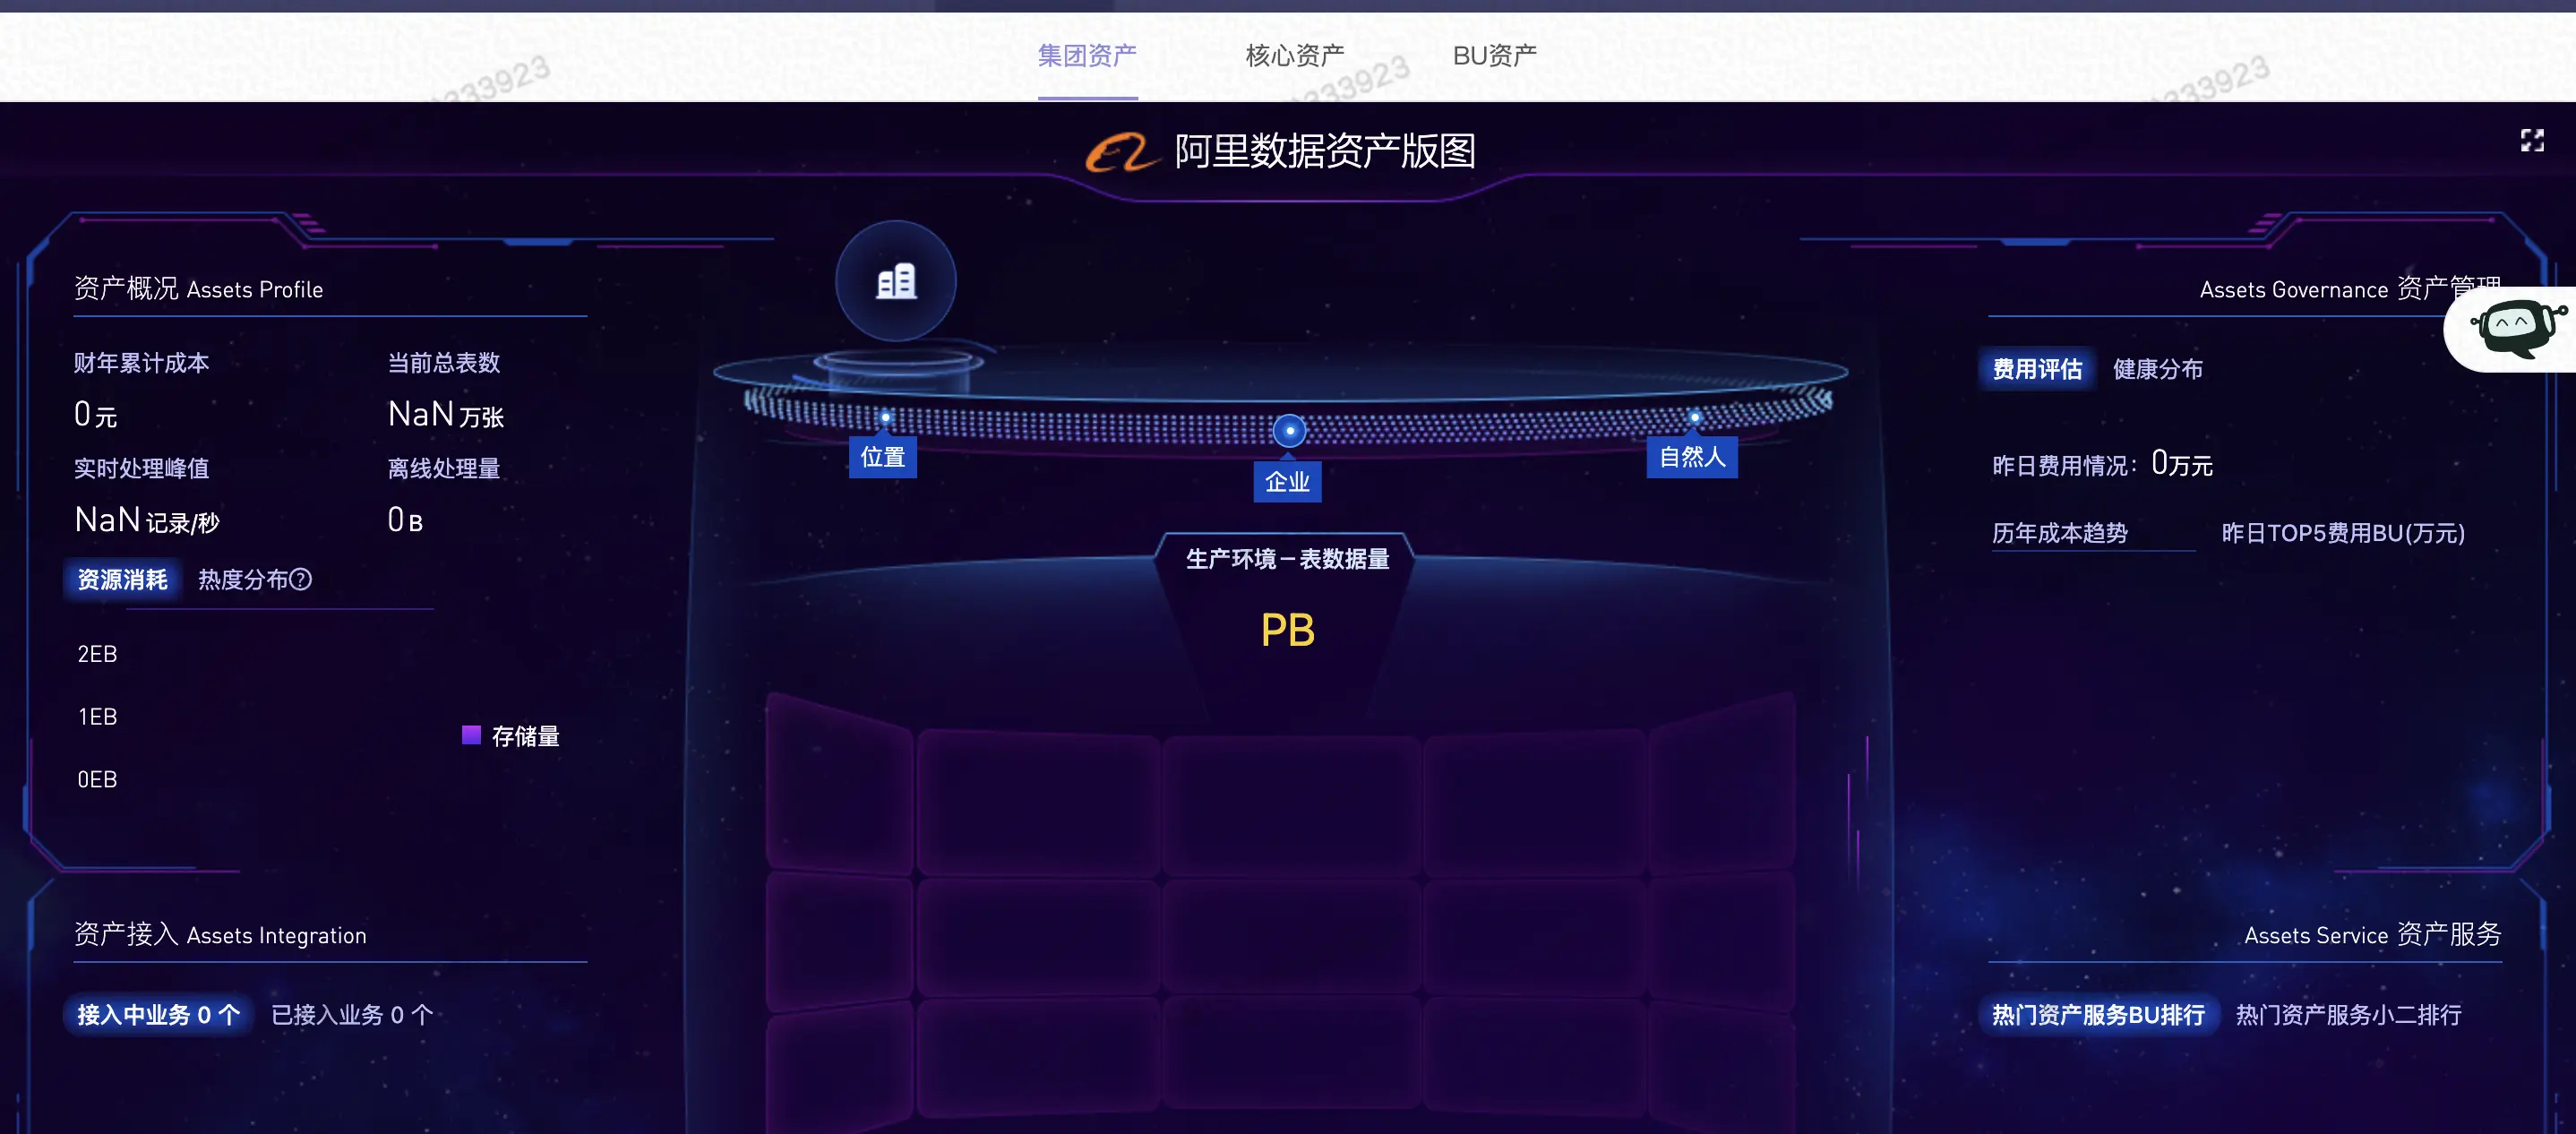 集团资产 核心资产 BU资产
333923 333923 333923
阿里数据资产版图
资产概况 Assets Profile
财年累计成本 当前总表数
0元 NaN万张
实时处理峰值 离线处理量
NaN记录/秒 0 B
资源消耗 热度分布?
2EB
1EB
0EB
存储量
资产接入 Assets Integration
接入中业务 0 个 已接入业务 0 个
位置
企业
自然人
生产环境－表数据量
PB
Assets Governance 资产管理
费用评估 健康分布
昨日费用情况：0万元
历年成本趋势 昨日TOP5费用BU(万元)
Assets Service 资产服务
热门资产服务BU排行 热门资产服务小二排行